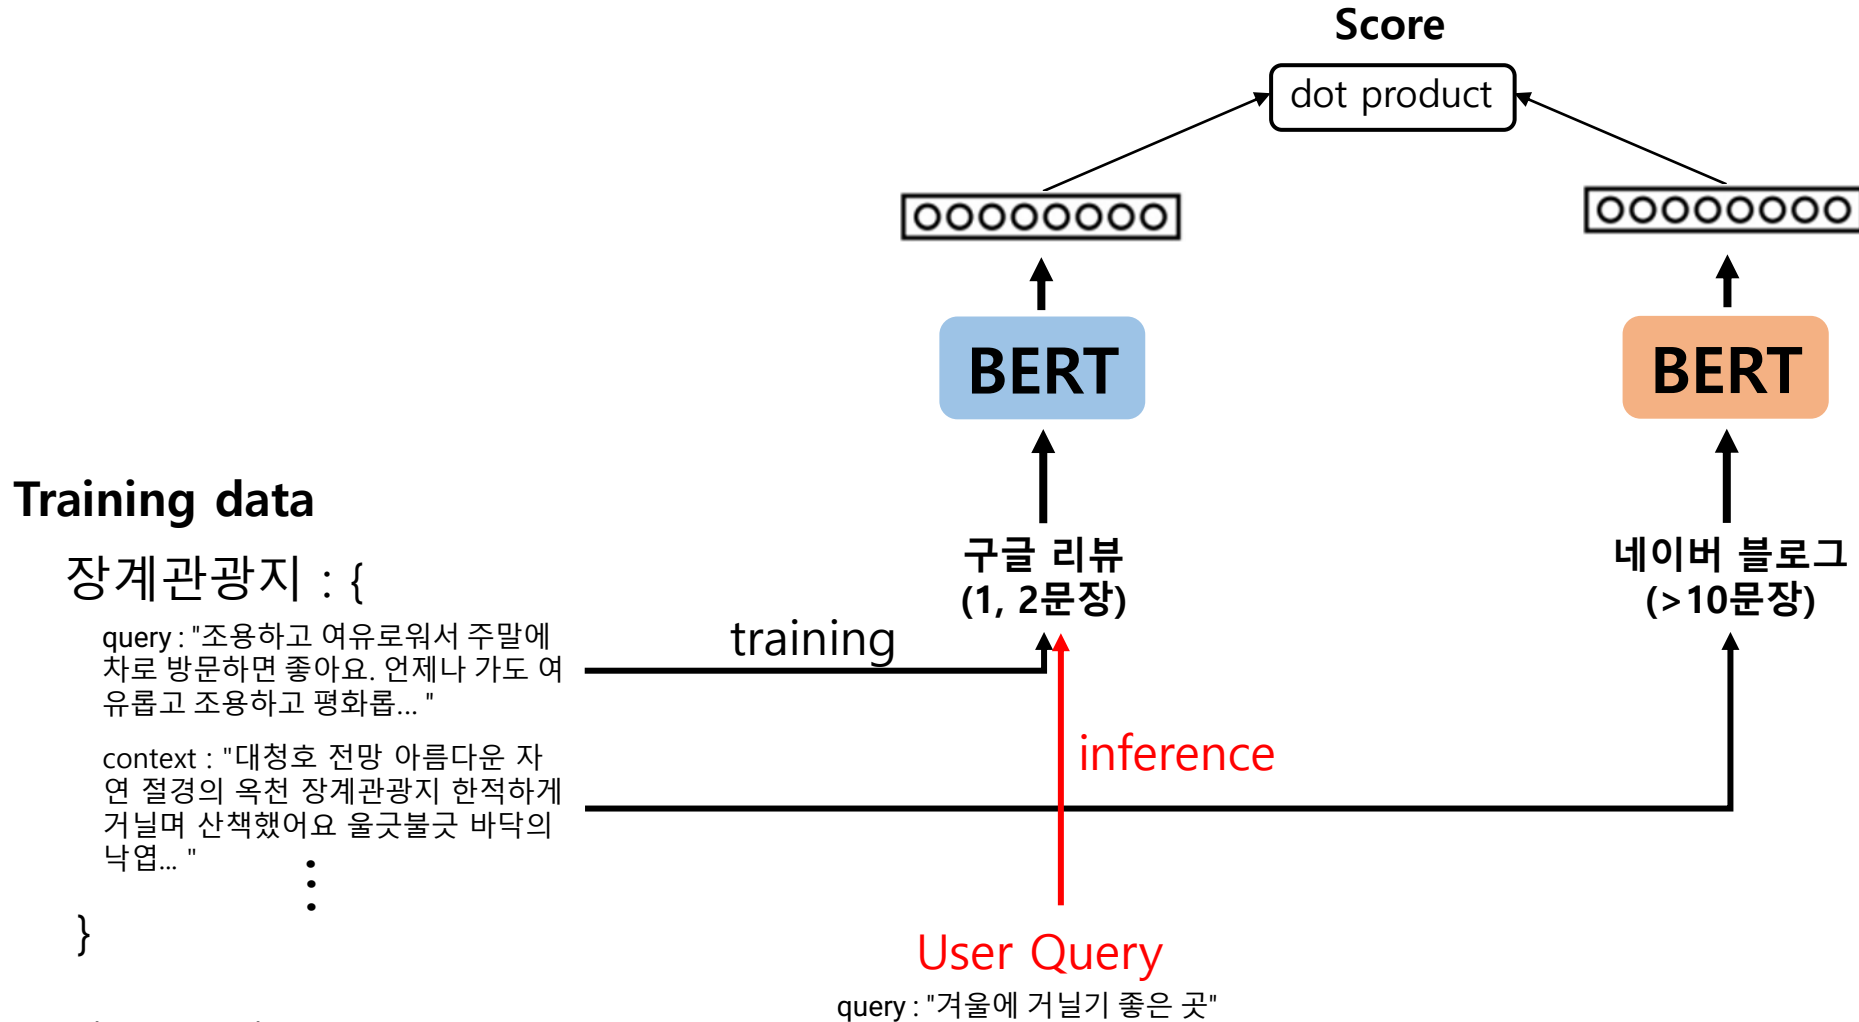 Score
dot product
BERT
BERT
Training data
장계관광지 : {
query : "조용하고 여유로워서 주말에
차로 방문하면 좋아요. 언제나 가도 여
유롭고 조용하고 평화롭... "
context : "대청호 전망 아름다운 자
연 절경의 옥천 장계관광지 한적하게
거닐며 산책했어요 울긋불긋 바닥의
낙엽... "
}
구글 리뷰
(1, 2문장)
네이버 블로그
(>10문장)
training
inference
User Query
query : "겨울에 거닐기 좋은 곳"